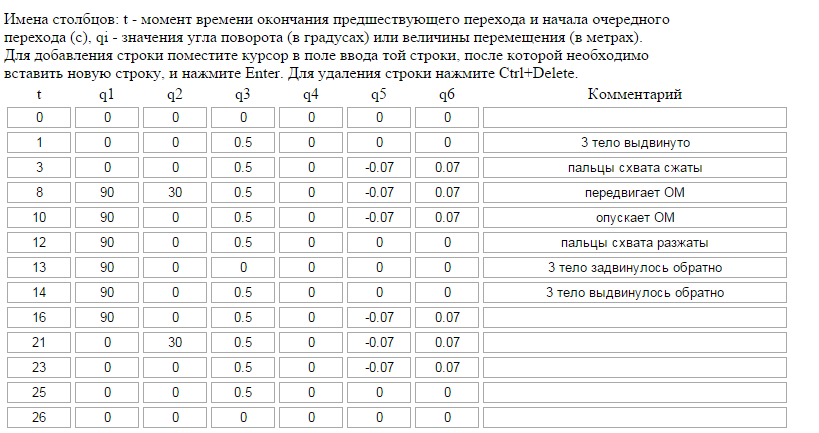 Имена столбцов: t - момент времени окончания предшествующего перехода и начала очередного
перехода (с), qi - значения угла поворота (в градусах) или величины перемещения (в метрах).
Для добавления строки поместите курсор в поле ввода той строки, после которой необходимо
вставить новую строку, и нажмите Enter. Для удаления строки нажмите Ctrl+Delete.
t q1 q2 q3 q4 q5 q6 Комментарий
0 0 0 0 0 0 0
1 0 0 0.5 0 0 0 3 тело выдвинуто
3 0 0 0.5 0 -0.07 0.07 пальцы схвата сжаты
8 90 30 0.5 0 -0.07 0.07 передвигает ОМ
10 90 0 0.5 0 -0.07 0.07 опускает ОМ
12 90 0 0.5 0 0 0 пальцы схвата разжаты
13 90 0 0 0 0 0 3 тело задвинулось обратно
14 90 0 0.5 0 0 0 3 тело выдвинулось обратно
16 90 0 0.5 0 -0.07 0.07
21 0 30 0.5 0 -0.07 0.07
23 0 0 0.5 0 -0.07 0.07
25 0 0 0.5 0 0 0
26 0 0 0 0 0 0